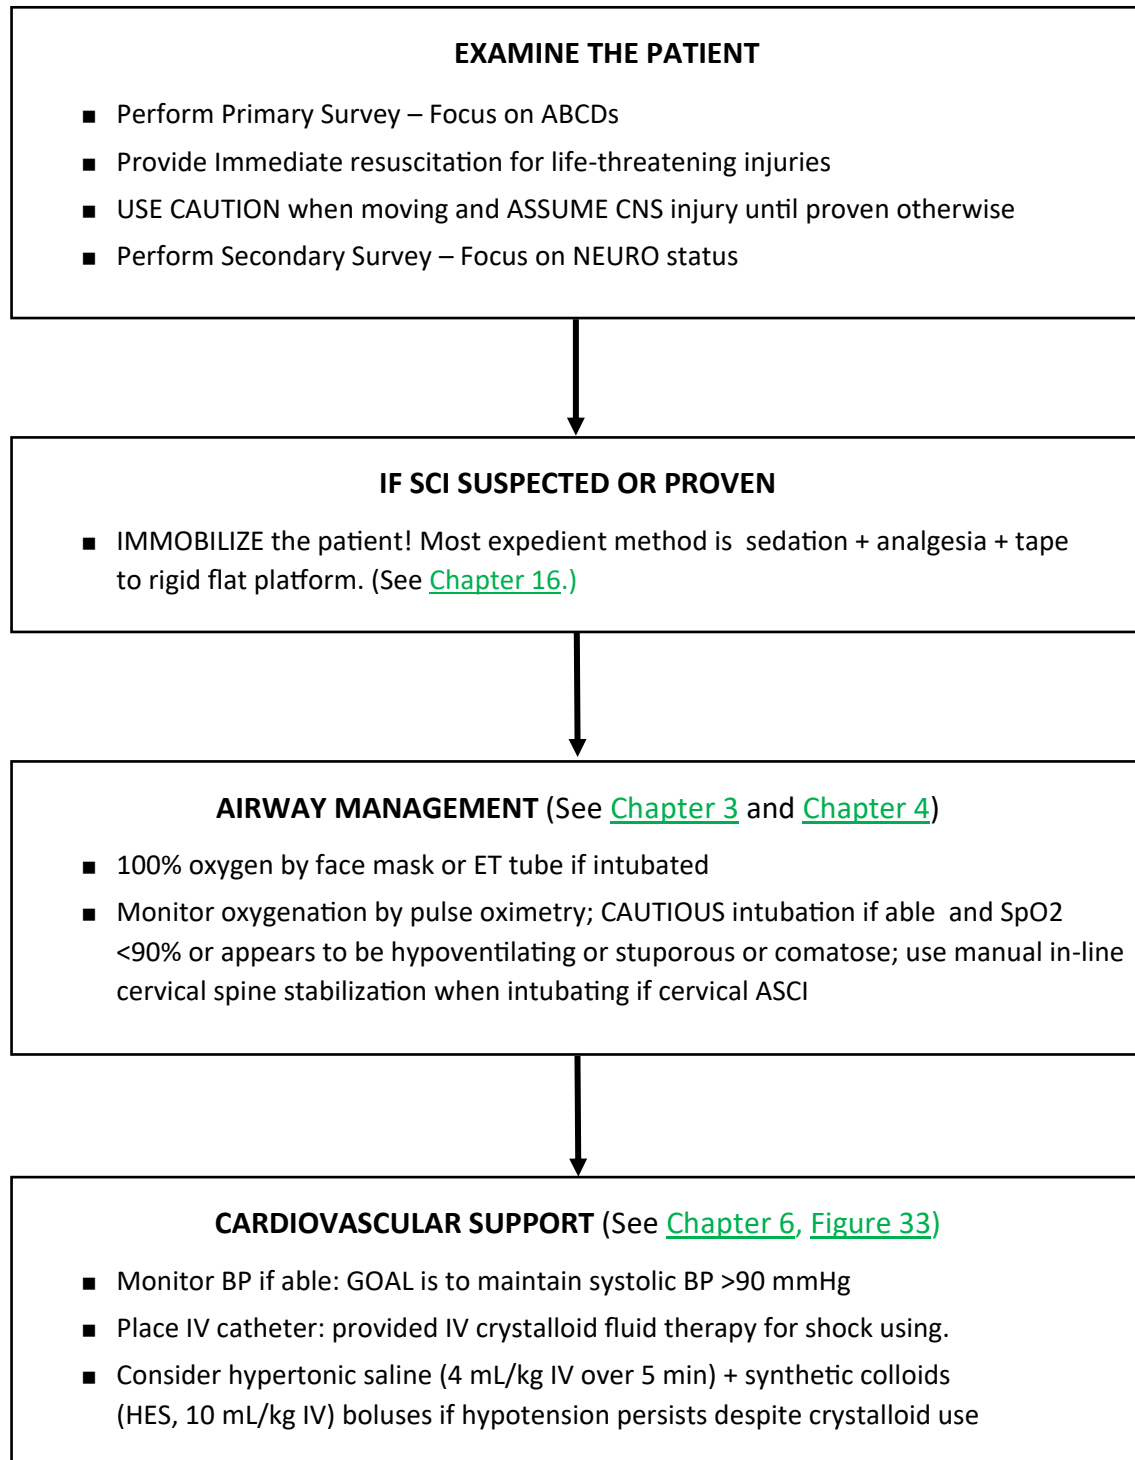 EXAMINE THE PATIENT
■ Perform Primary Survey – Focus on ABCDs
■ Provide Immediate resuscitation for life-threatening injuries
■ USE CAUTION when moving and ASSUME CNS injury until proven otherwise
■ Perform Secondary Survey – Focus on NEURO status
IF SCI SUSPECTED OR PROVEN
■ IMMOBILIZE the patient! Most expedient method is  sedation + analgesia + tape
to rigid flat platform. (See Chapter 16.)
AIRWAY MANAGEMENT (See Chapter 3 and Chapter 4)
■ 100% oxygen by face mask or ET tube if intubated
■ Monitor oxygenation by pulse oximetry; CAUTIOUS intubation if able  and SpO2
<90% or appears to be hypoventilating or stuporous or comatose; use manual in-line
cervical spine stabilization when intubating if cervical ASCI
CARDIOVASCULAR SUPPORT (See Chapter 6, Figure 33)
■ Monitor BP if able: GOAL is to maintain systolic BP >90 mmHg
■ Place IV catheter: provided IV crystalloid fluid therapy for shock using.
■ Consider hypertonic saline (4 mL/kg IV over 5 min) + synthetic colloids
(HES, 10 mL/kg IV) boluses if hypotension persists despite crystalloid use